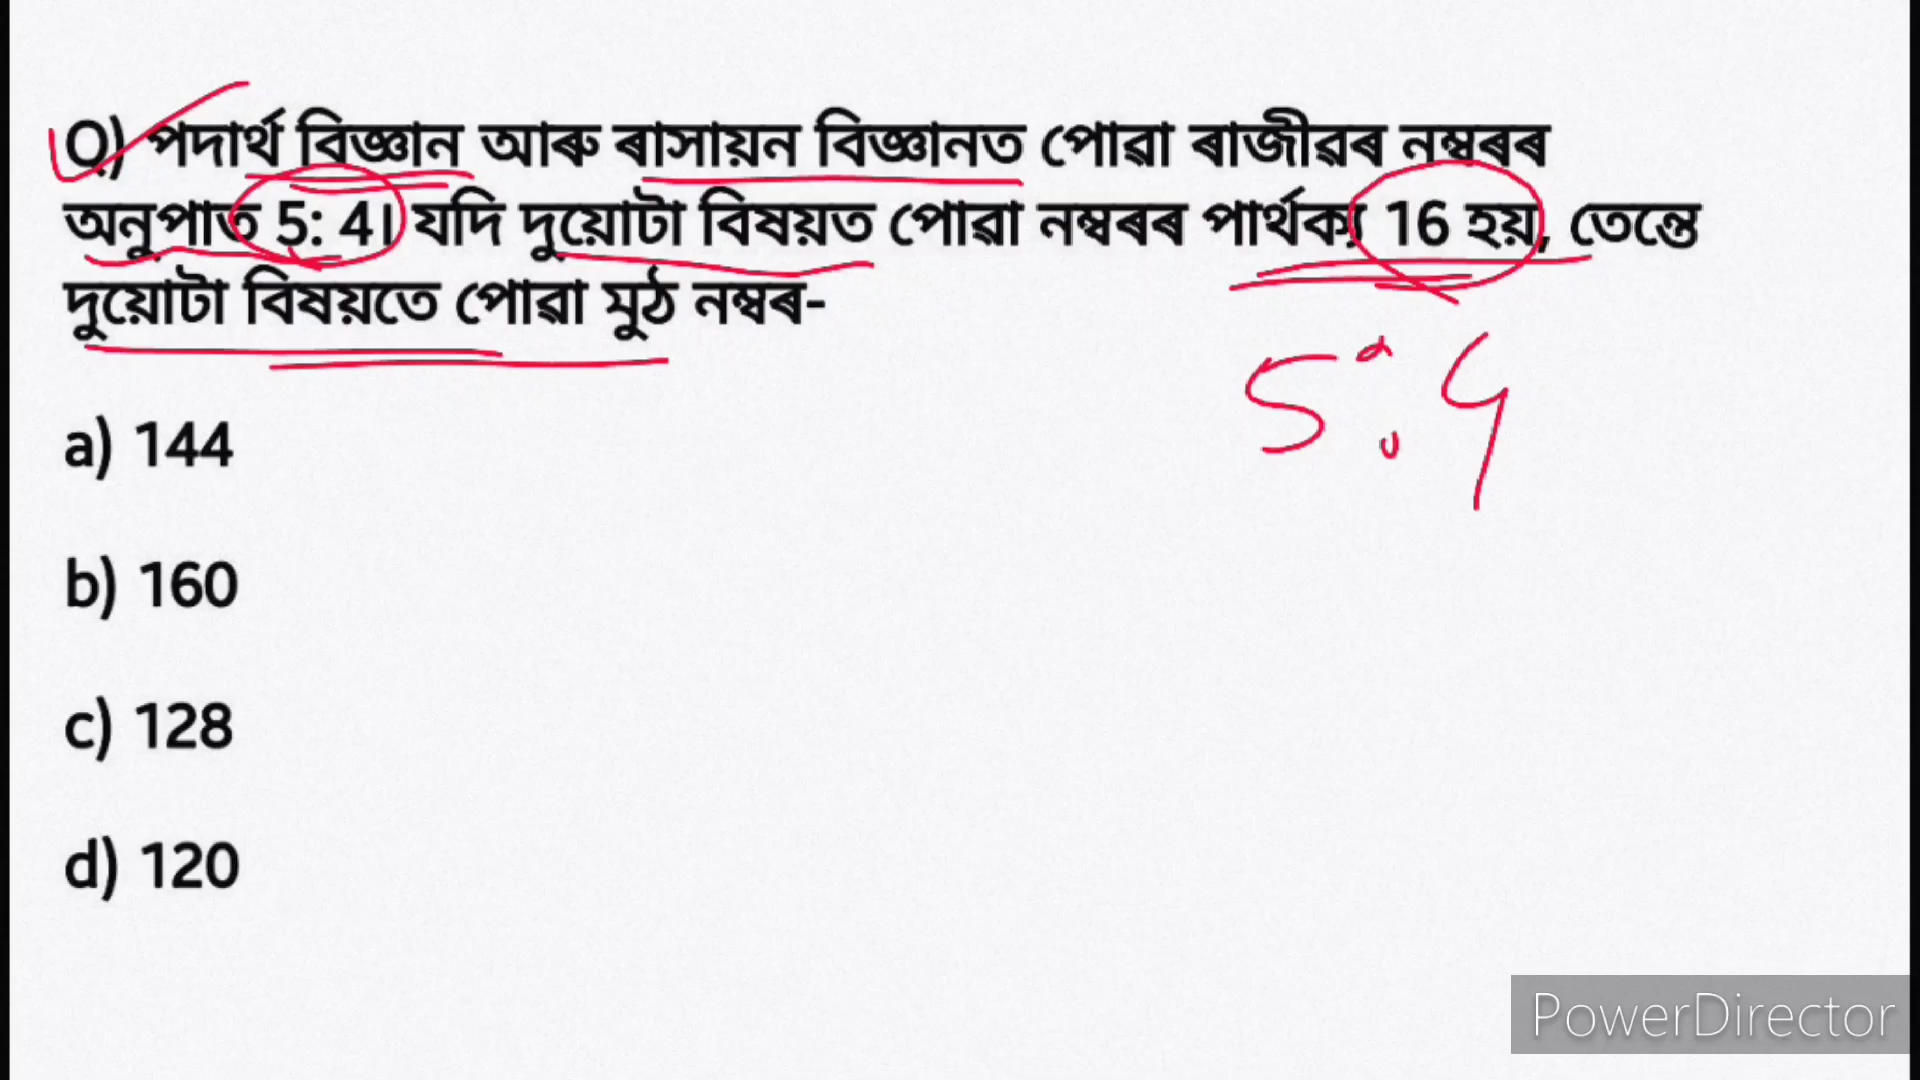 Q) পদাৰ্থ বিজ্ঞান আৰু ৰাসায়ন বিজ্ঞানত পোৱা ৰাজীৱৰ নম্বৰৰ
অনুপাত 5: 4। যদি দুয়োটা বিষয়ত পোৱা নম্বৰৰ পাৰ্থক্য 16 হয়, তেন্তে
দুয়োটা বিষয়তে পোৱা মুঠ নম্বৰ-
5:4
a) 144
b) 160
c) 128
d) 120
PowerDirector